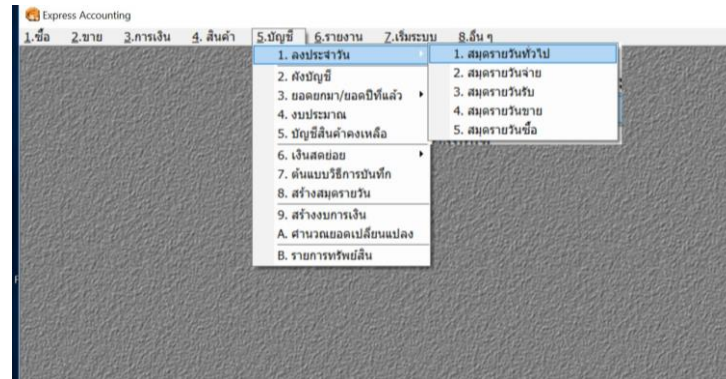 Express Accounting
1.ซื้อ 2.ขาย 3.การเงิน 4. สินค้า 5.บัญชี 6.รายงาน 7.เริ่มระบบ 8.อื่น ๆ
1. ลงประจำวัน
2. ผังบัญชี
3. ยอดยกมา/ยอดปีที่แล้ว
4. งบประมาณ
5. บัญชีสินค้าคงเหลือ
6. เงินสดย่อย
7. ต้นแบบวิธีการบันทึก
8. สร้างสมุดรายวัน
9. สร้างงบการเงิน
A. คำนวณยอดเปลี่ยนแปลง
B. รายการทรัพย์สิน
1. สมุดรายวันทั่วไป
2. สมุดรายวันจ่าย
3. สมุดรายวันรับ
4. สมุดรายวันขาย
5. สมุดรายวันซื้อ